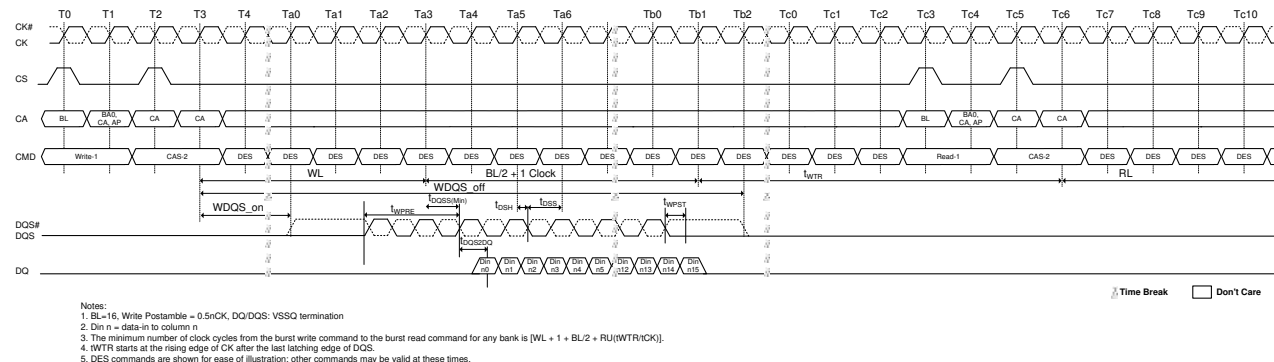 T0 T1 T2 T3 T4 Ta0 Ta1 Ta2 Ta3 Ta4 Ta5 Ta6 Tb0 Tb1 Tb2 Tc0 Tc1 Tc2 Tc3 Tc4 Tc5 Tc6 Tc7 Tc8 Tc9 Tc10
CK#
CK
CS
CA BL BA0, CA, AP CA CA BL BA0, CA, AP CA CA
CMD Write-1 CAS-2 DES DES DES DES DES DES DES DES DES DES DES DES DES DES DES Read-1 CAS-2 DES DES DES DES
WL BL/2 + 1 Clock tWTR RL
WDQS_off
WDQS_on
tWPRE tDQSS(Min) tDSH tDSS tWPST
DQS#
DQS
tDQS2DQ
DQ Din n0 Din n1 Din n2 Din n3 Din n4 Din n5 Din n12 Din n13 Din n14 Din n15
Time Break Don't Care
Notes:
1. BL=16, Write Postamble = 0.5nCK, DQ/DQS: VSSQ termination
2. Din n = data-in to column n
3. The minimum number of clock cycles from the burst write command to the burst read command for any bank is [WL + 1 + BL/2 + RU(tWTR/tCK)].
4. tWTR starts at the rising edge of CK after the last latching edge of DQS.
5. DES commands are shown for ease of illustration; other commands may be valid at these times.